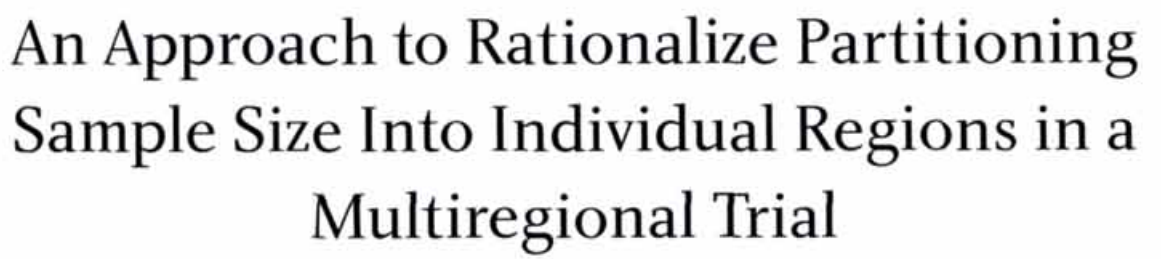 An Approach to Rationalize Partitioning
Sample Size Into Individual Regions in a
Multiregional Trial